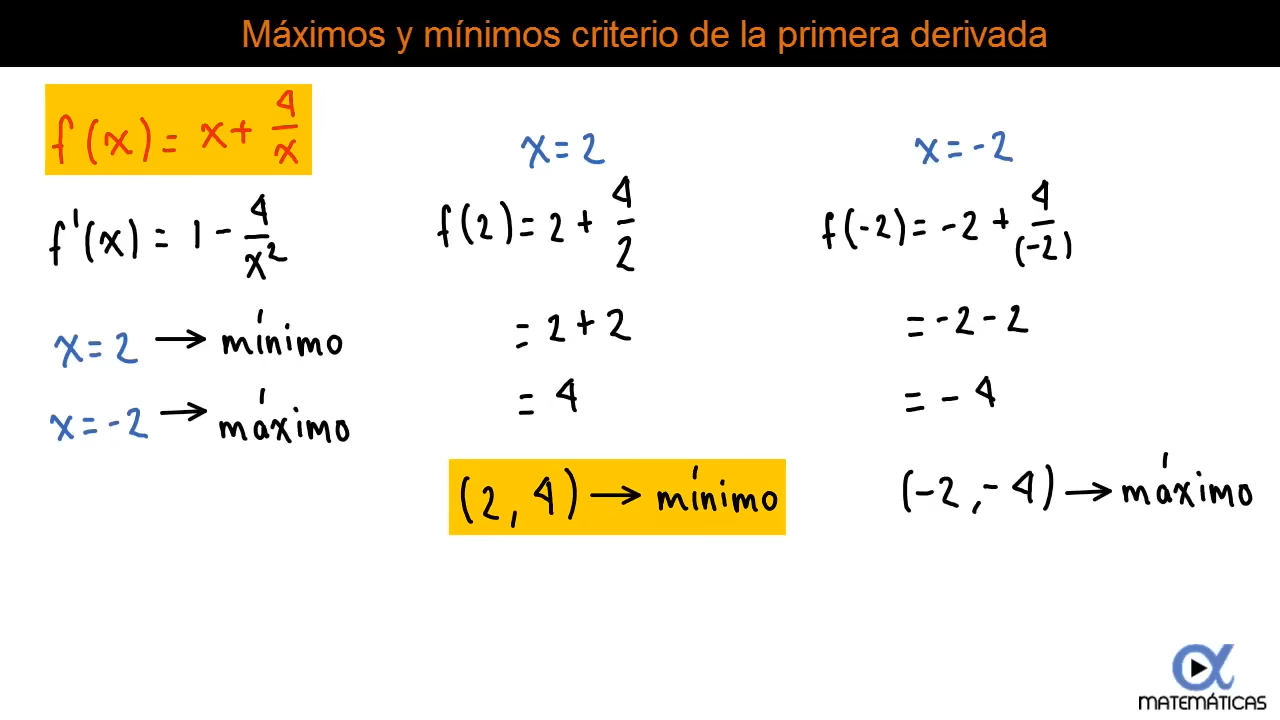 Máximos y mínimos criterio de la primera derivada
f(x) = x + 4/x
f'(x) = 1 - 4/x²
x = 2 → mínimo
x = -2 → máximo
x = 2
f(2) = 2 + 4/2
= 2 + 2
= 4
(2, 4) → mínimo
x = -2
f(-2) = -2 + 4/(-2)
= -2 - 2
= -4
(-2, -4) → máximo
MATEMÁTICAS